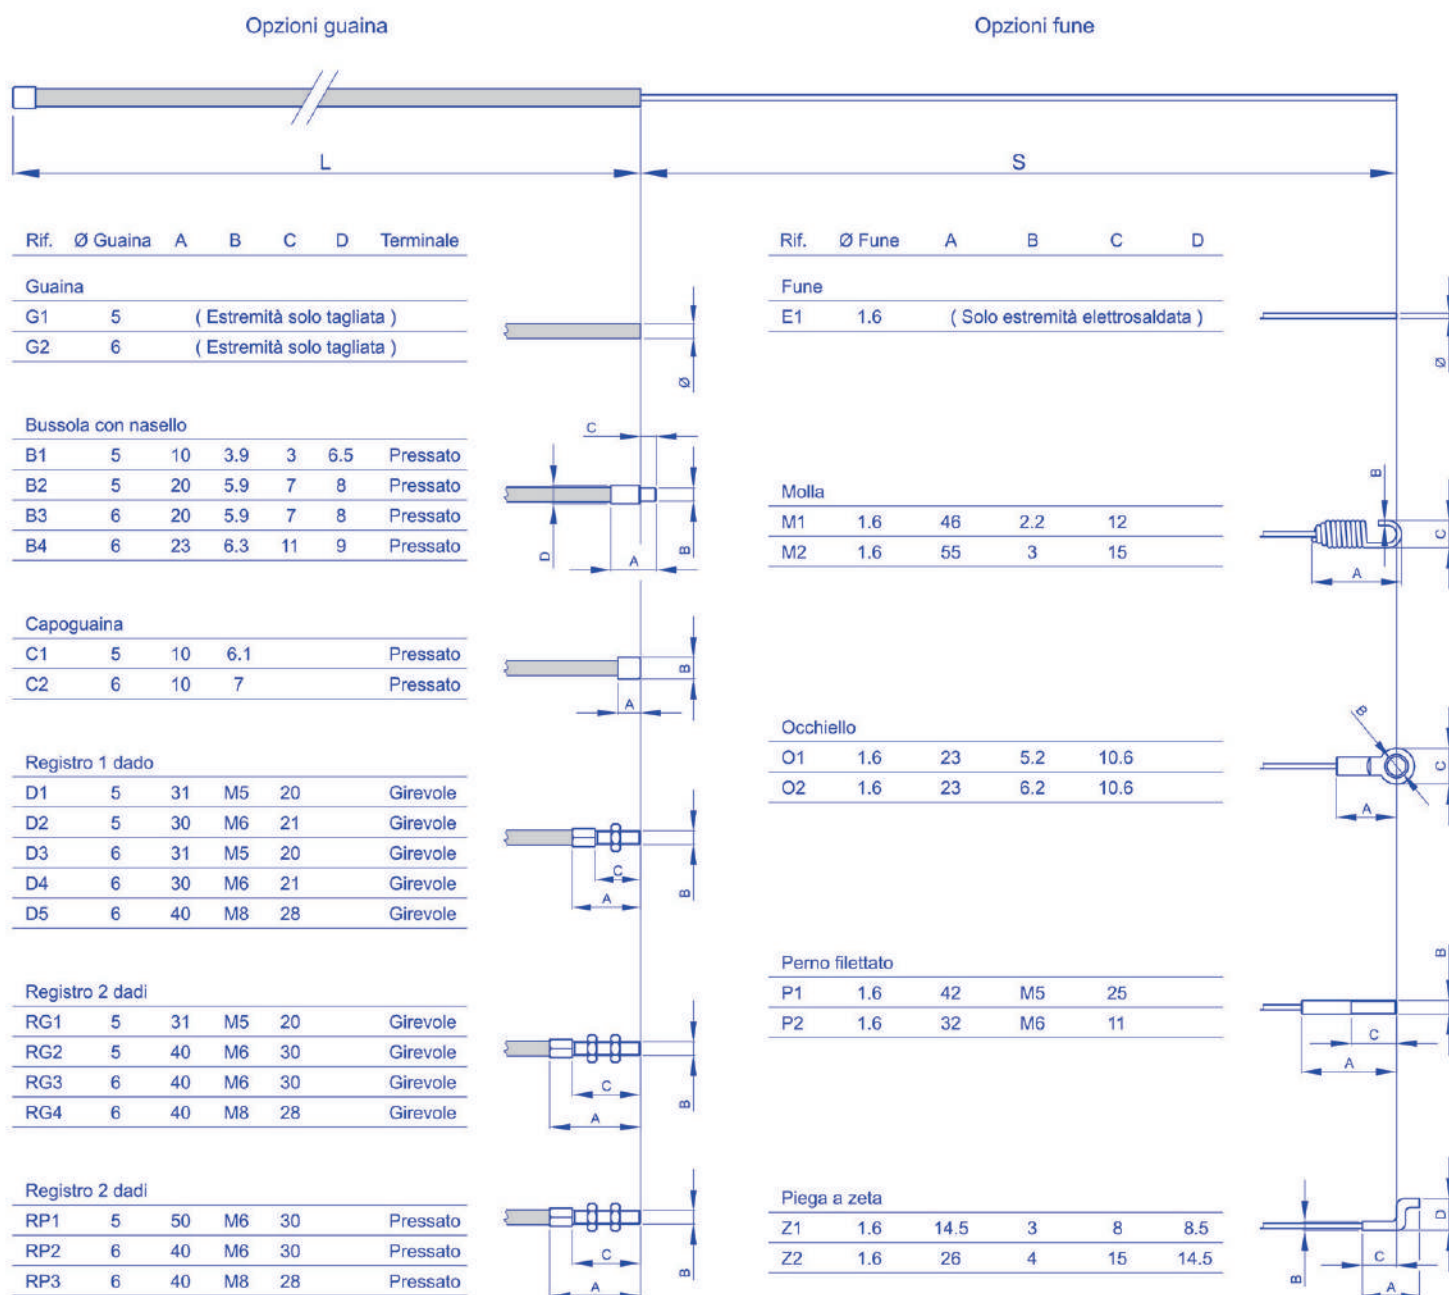 Opzioni guaina
Opzioni fune
L
S
Rif. Ø Guaina A B C D Terminale
Guaina
G1 5 ( Estremità solo tagliata )
G2 6 ( Estremità solo tagliata )
Ø
Bussola con nasello
B1 5 10 3.9 3 6.5 Pressato
B2 5 20 5.9 7 8 Pressato
B3 6 20 5.9 7 8 Pressato
B4 6 23 6.3 11 9 Pressato
C
D
A
B
Capoguaina
C1 5 10 6.1 Pressato
C2 6 10 7 Pressato
B
A
Registro 1 dado
D1 5 31 M5 20 Girevole
D2 5 30 M6 21 Girevole
D3 6 31 M5 20 Girevole
D4 6 30 M6 21 Girevole
D5 6 40 M8 28 Girevole
C
A
B
Registro 2 dadi
RG1 5 31 M5 20 Girevole
RG2 5 40 M6 30 Girevole
RG3 6 40 M6 30 Girevole
RG4 6 40 M8 28 Girevole
C
A
B
Registro 2 dadi
RP1 5 50 M6 30 Pressato
RP2 6 40 M6 30 Pressato
RP3 6 40 M8 28 Pressato
C
A
B
Rif. Ø Fune A B C D
Fune
E1 1.6 ( Solo estremità elettrosaldata )
Ø
Molla
M1 1.6 46 2.2 12
M2 1.6 55 3 15
B
C
A
Occhiello
O1 1.6 23 5.2 10.6
O2 1.6 23 6.2 10.6
B
C
A
Perno filettato
P1 1.6 42 M5 25
P2 1.6 32 M6 11
B
C
A
Piega a zeta
Z1 1.6 14.5 3 8 8.5
Z2 1.6 26 4 15 14.5
D
C
B
A